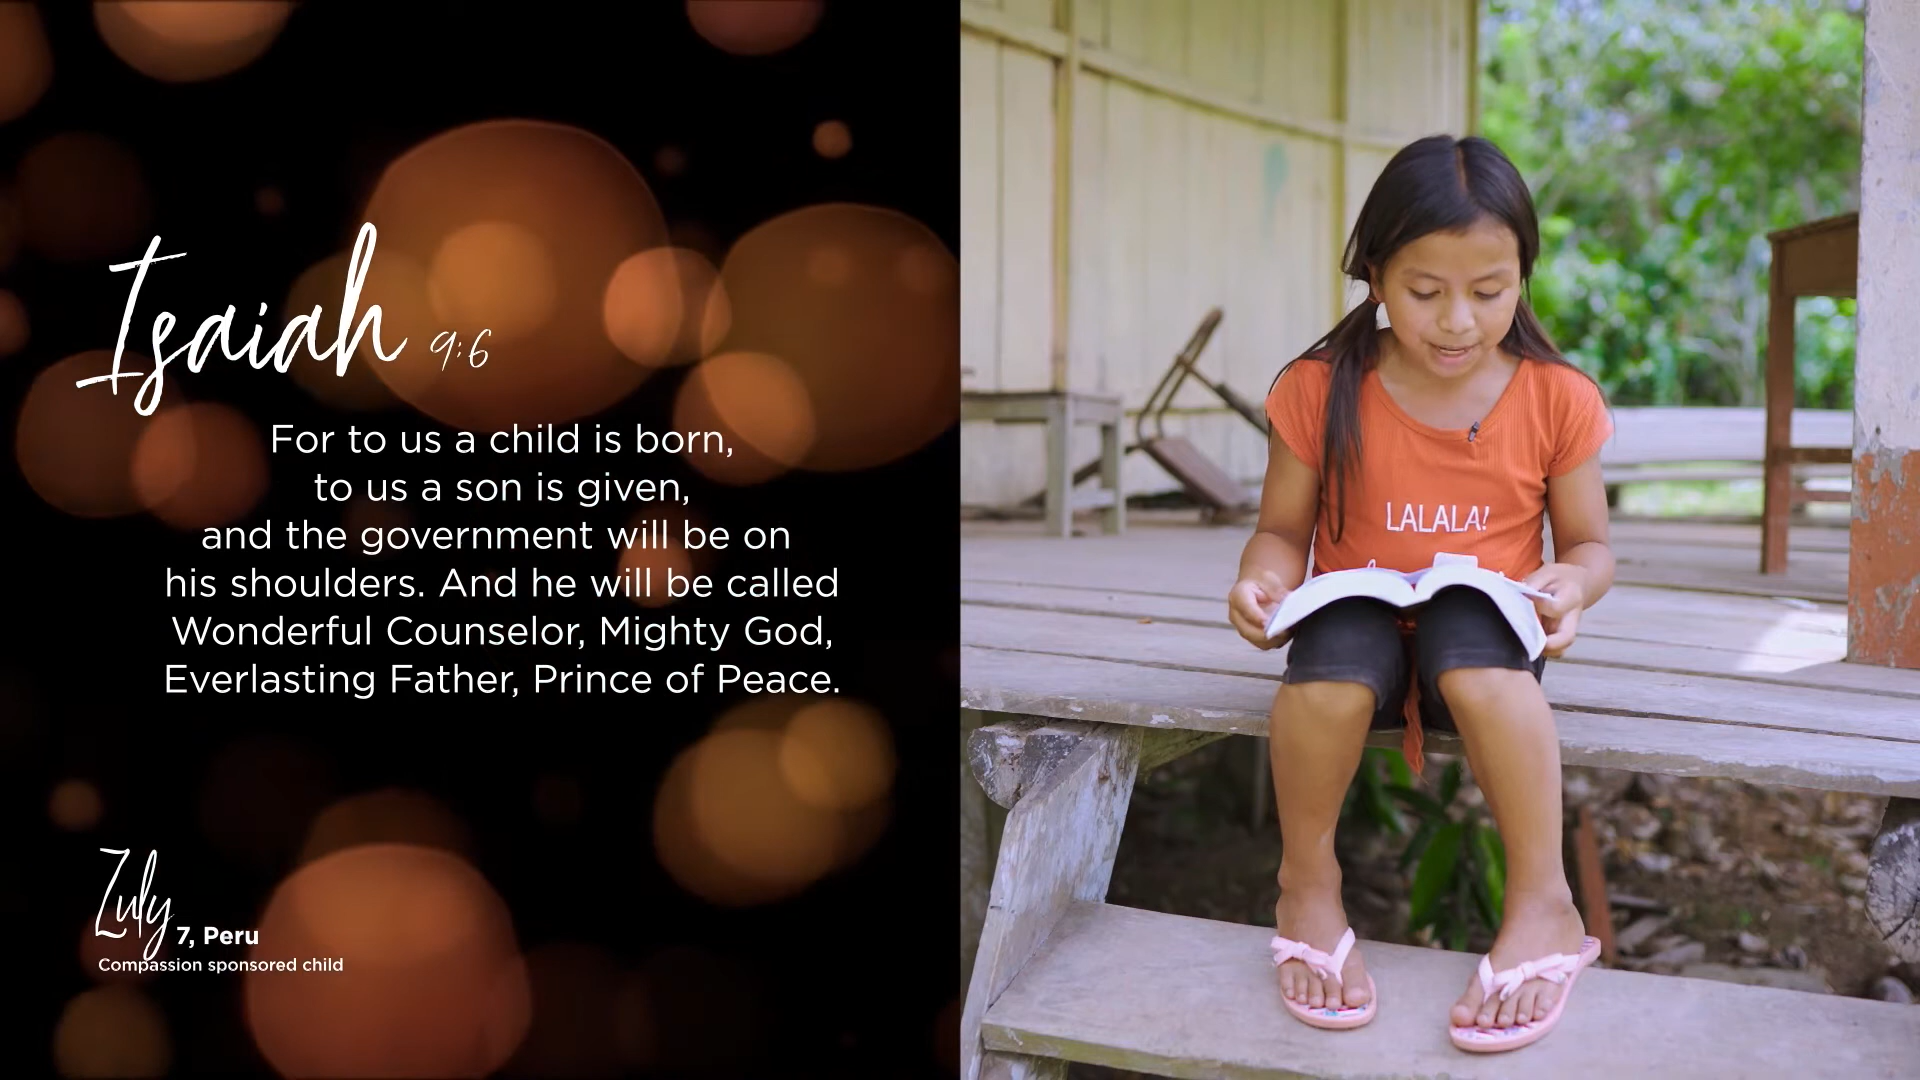 Isaiah 9:6
For to us a child is born,
to us a son is given,
and the government will be on
his shoulders. And he will be called
Wonderful Counselor, Mighty God,
Everlasting Father, Prince of Peace.
Zuly 7, Peru
Compassion sponsored child
LALALA!